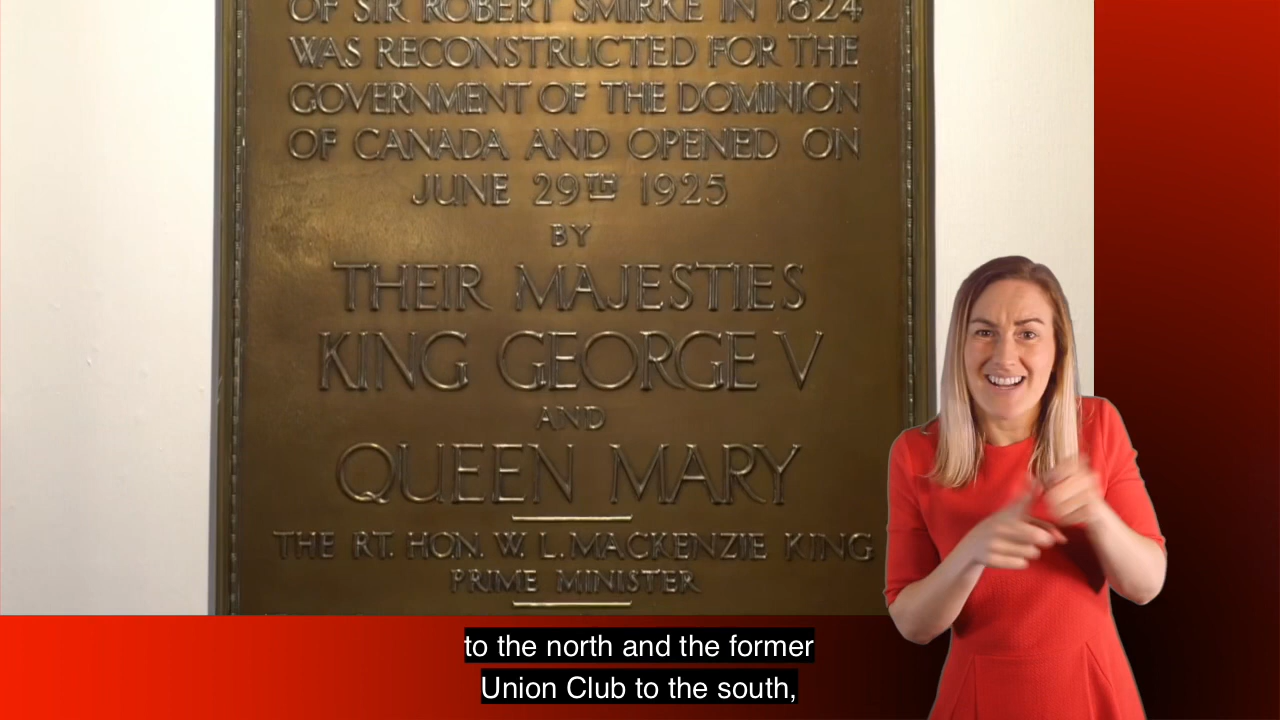 OF SIR ROBERT SMIRKE IN 1824
WAS RECONSTRUCTED FOR THE
GOVERNMENT OF THE DOMINION
OF CANADA AND OPENED ON
JUNE 29TH 1925
BY
THEIR MAJESTIES
KING GEORGE V
AND
QUEEN MARY
THE RT. HON. W. L. MACKENZIE KING
PRIME MINISTER
to the north and the former
Union Club to the south,